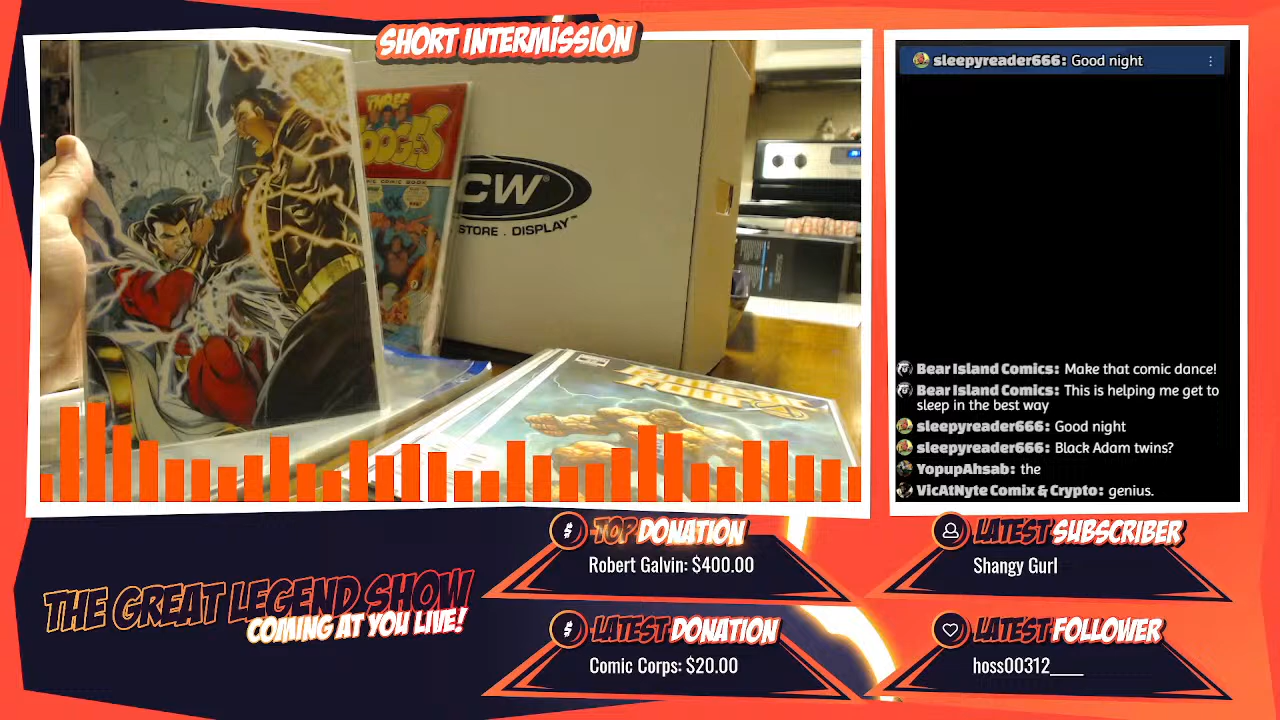 SHORT INTERMISSION
THREE
OOGES
CW
STORE . DISPLAY™
sleepyreader666: Good night
Bear Island Comics: Make that comic dance!
Bear Island Comics: This is helping me get to
sleep in the best way
sleepyreader666: Good night
sleepyreader666: Black Adam twins?
YopupAhsab: the
VicAtNyte Comix & Crypto: genius.
THE GREAT LEGEND SHOW
COMING AT YOU LIVE!
TOP DONATION
Robert Galvin: $400.00
LATEST SUBSCRIBER
Shangy Gurl
LATEST DONATION
Comic Corps: $20.00
LATEST FOLLOWER
hoss00312____